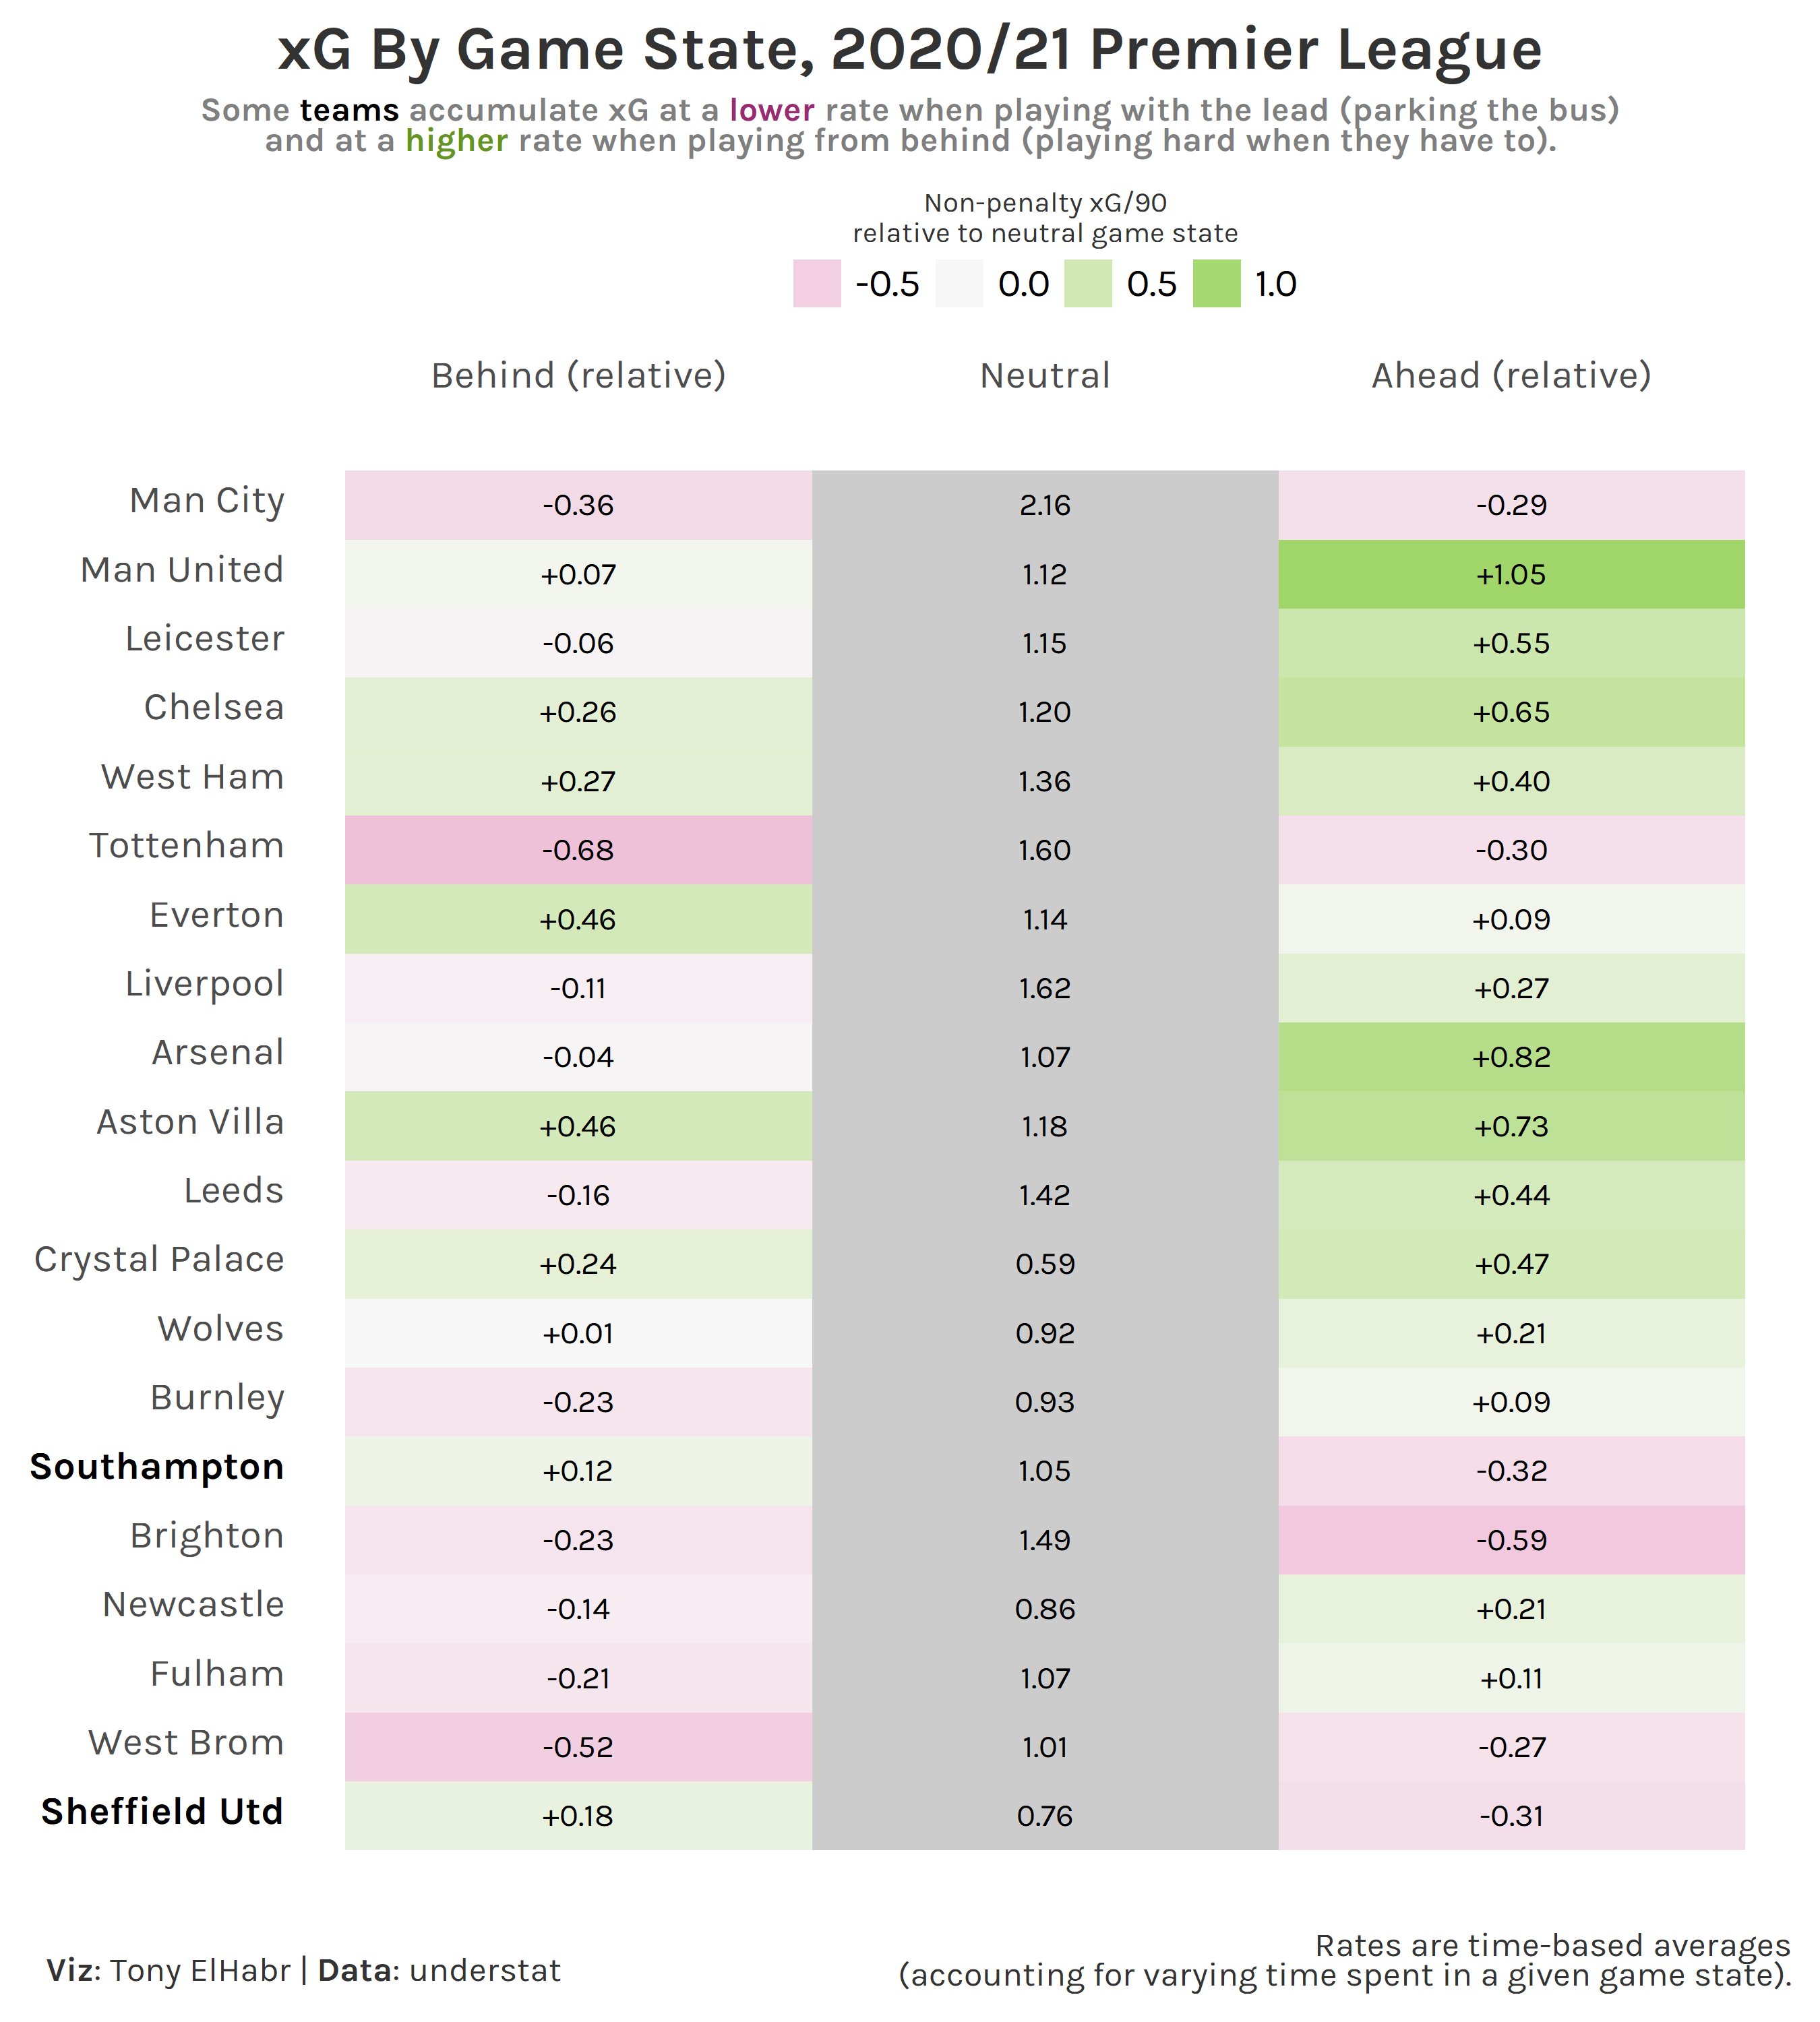 xG By Game State, 2020/21 Premier League
Some teams accumulate xG at a lower rate when playing with the lead (parking the bus)
and at a higher rate when playing from behind (playing hard when they have to).
Non-penalty xG/90
relative to neutral game state
-0.5 0.0 0.5 1.0
Behind (relative) Neutral Ahead (relative)
Man City -0.36 2.16 -0.29
Man United +0.07 1.12 +1.05
Leicester -0.06 1.15 +0.55
Chelsea +0.26 1.20 +0.65
West Ham +0.27 1.36 +0.40
Tottenham -0.68 1.60 -0.30
Everton +0.46 1.14 +0.09
Liverpool -0.11 1.62 +0.27
Arsenal -0.04 1.07 +0.82
Aston Villa +0.46 1.18 +0.73
Leeds -0.16 1.42 +0.44
Crystal Palace +0.24 0.59 +0.47
Wolves +0.01 0.92 +0.21
Burnley -0.23 0.93 +0.09
Southampton +0.12 1.05 -0.32
Brighton -0.23 1.49 -0.59
Newcastle -0.14 0.86 +0.21
Fulham -0.21 1.07 +0.11
West Brom -0.52 1.01 -0.27
Sheffield Utd +0.18 0.76 -0.31
Viz: Tony ElHabr | Data: understat
Rates are time-based averages
(accounting for varying time spent in a given game state).